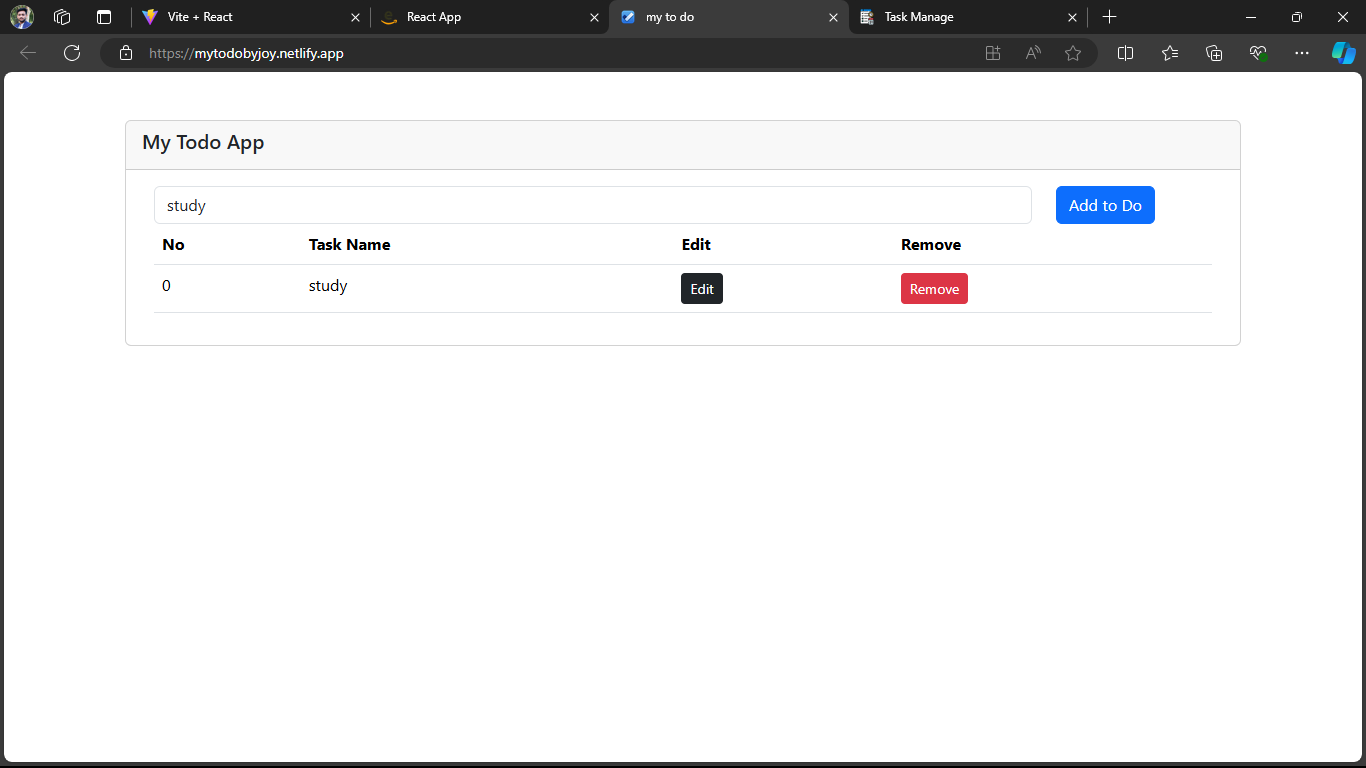 Vite + React
React App
my to do
Task Manage
https://mytodobyjoy.netlify.app
My Todo App
study
Add to Do
No Task Name Edit Remove
0 study Edit Remove